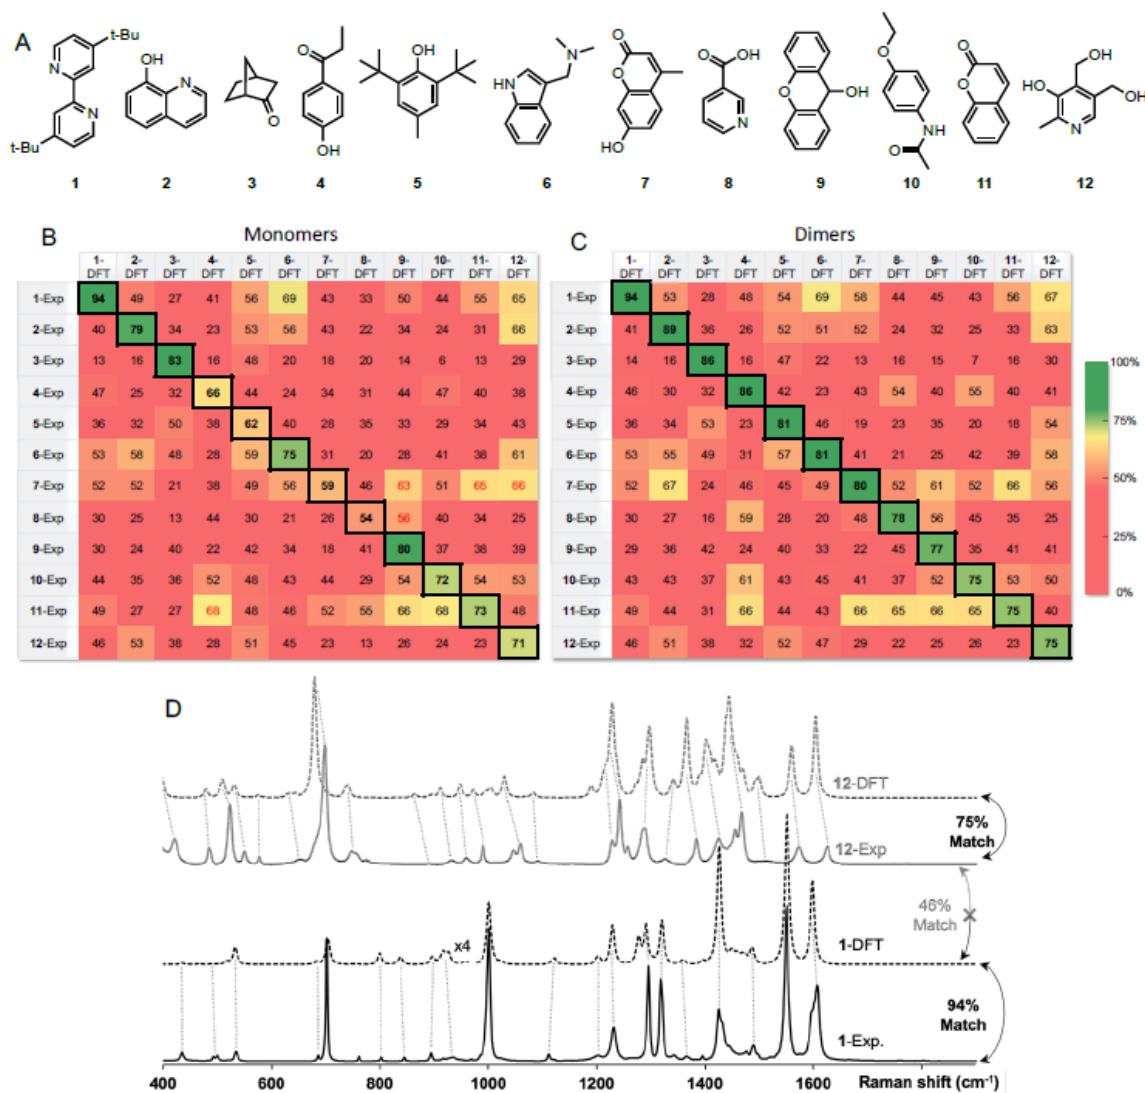 A
t-Bu
N
N
t-Bu
OH
N
O
O
OH
OH
N
HN
O
O
HO
O
OH
N
O
OH
O
NH
O
O
O
OH
HO
OH
N
1 2 3 4 5 6 7 8 9 10 11 12
B Monomers
1-DFT 2-DFT 3-DFT 4-DFT 5-DFT 6-DFT 7-DFT 8-DFT 9-DFT 10-DFT 11-DFT 12-DFT
1-Exp 94 49 27 41 56 69 43 33 50 44 55 65
2-Exp 40 79 34 23 53 56 43 22 34 24 31 66
3-Exp 13 16 83 16 48 20 18 20 14 6 13 29
4-Exp 47 25 32 66 44 24 34 31 44 47 40 38
5-Exp 36 32 50 38 62 40 28 35 33 29 34 43
6-Exp 53 58 48 28 59 75 31 20 28 41 38 61
7-Exp 52 52 21 38 49 56 59 46 63 51 65 66
8-Exp 30 25 13 44 30 21 26 54 56 40 34 25
9-Exp 30 24 40 22 42 34 18 41 80 37 38 39
10-Exp 44 35 36 52 48 43 44 29 54 72 54 53
11-Exp 49 27 27 68 48 46 52 55 66 68 73 48
12-Exp 46 53 38 28 51 45 23 13 26 24 23 71
C Dimers
1-DFT 2-DFT 3-DFT 4-DFT 5-DFT 6-DFT 7-DFT 8-DFT 9-DFT 10-DFT 11-DFT 12-DFT
1-Exp 94 53 28 48 54 69 58 44 45 43 56 67
2-Exp 41 89 36 26 52 51 52 24 32 25 33 63
3-Exp 14 16 86 16 47 22 13 16 15 7 16 30
4-Exp 46 30 32 86 42 23 43 54 40 55 40 41
5-Exp 36 34 53 23 81 46 19 23 35 20 18 54
6-Exp 53 55 49 31 57 81 41 21 25 42 39 58
7-Exp 52 67 24 46 45 49 80 52 61 52 66 56
8-Exp 30 27 16 59 28 20 48 78 56 45 35 25
9-Exp 29 36 42 24 40 33 22 45 77 35 41 41
10-Exp 43 43 37 61 43 45 41 37 52 75 53 50
11-Exp 49 44 31 66 44 43 66 65 66 65 75 40
12-Exp 46 51 38 32 52 47 29 22 25 26 23 75
100%
75%
50%
25%
0%
D
12-DFT
75%
Match
12-Exp
46%
Match
x4
1-DFT
94%
Match
1-Exp.
400 600 800 1000 1200 1400 1600 Raman shift (cm⁻¹)